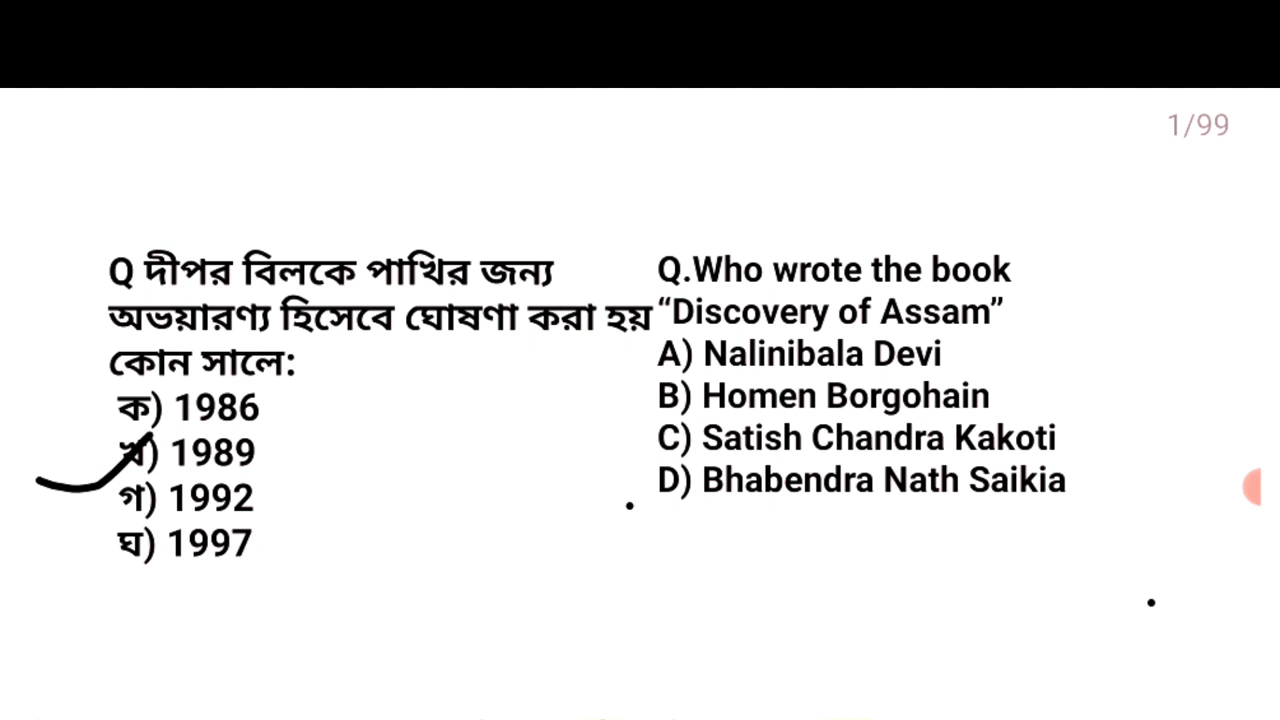 1/99
Q দীপর বিলকে পাখির জন্য
অভয়ারণ্য হিসেবে ঘোষণা করা হয়
কোন সালে:
ক) 1986
খ) 1989
গ) 1992
ঘ) 1997
Q.Who wrote the book
“Discovery of Assam”
A) Nalinibala Devi
B) Homen Borgohain
C) Satish Chandra Kakoti
D) Bhabendra Nath Saikia